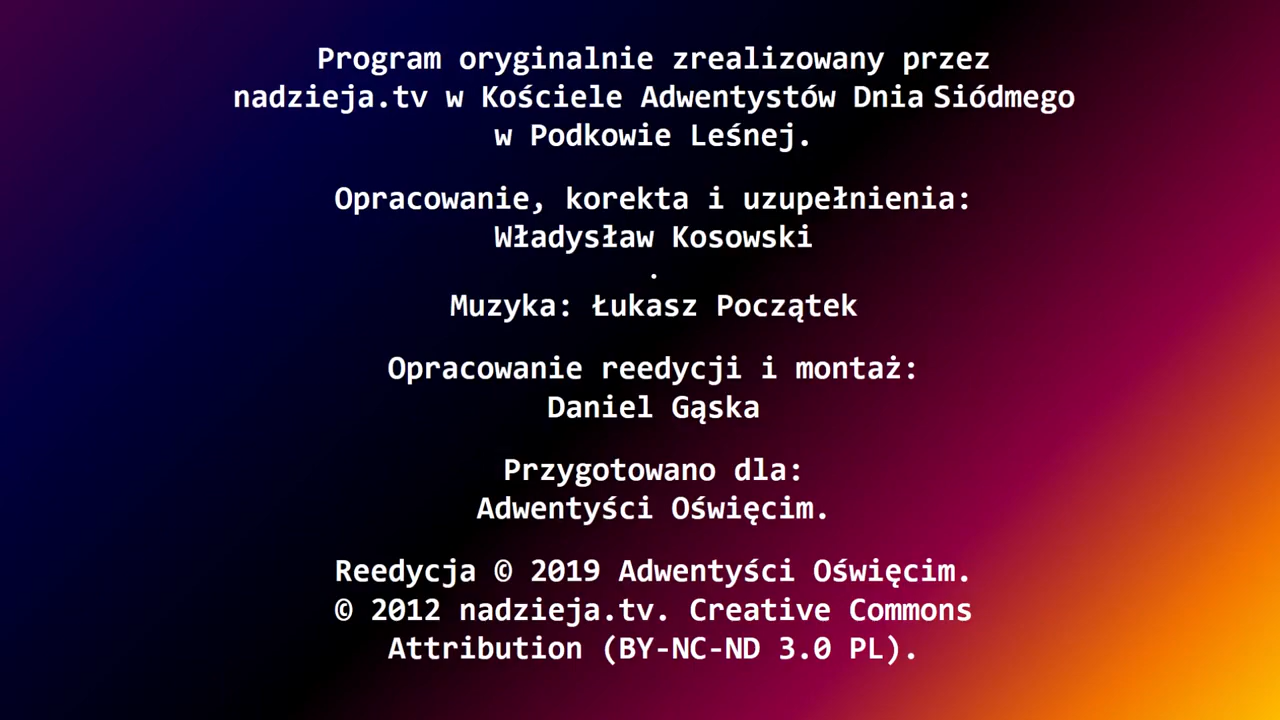 Program oryginalnie zrealizowany przez
nadzieja.tv w Kościele Adwentystów Dnia Siódmego
w Podkowie Leśnej.
Opracowanie, korekta i uzupełnienia:
Władysław Kosowski
.
Muzyka: Łukasz Początek
Opracowanie reedycji i montaż:
Daniel Gąska
Przygotowano dla:
Adwentyści Oświęcim.
Reedycja © 2019 Adwentyści Oświęcim.
© 2012 nadzieja.tv. Creative Commons
Attribution (BY-NC-ND 3.0 PL).